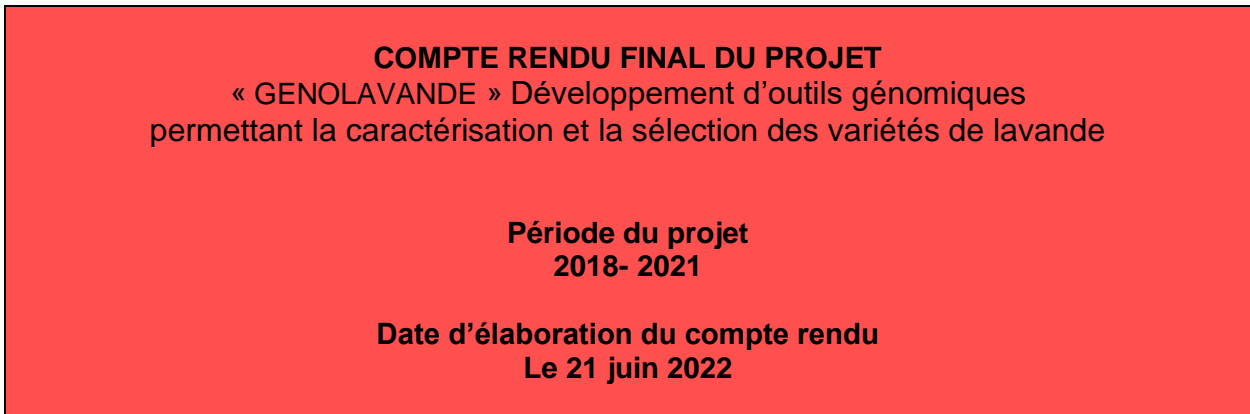 COMPTE RENDU FINAL DU PROJET
« GENOLAVANDE » Développement d’outils génomiques
permettant la caractérisation et la sélection des variétés de lavande
Période du projet
2018- 2021
Date d’élaboration du compte rendu
Le 21 juin 2022